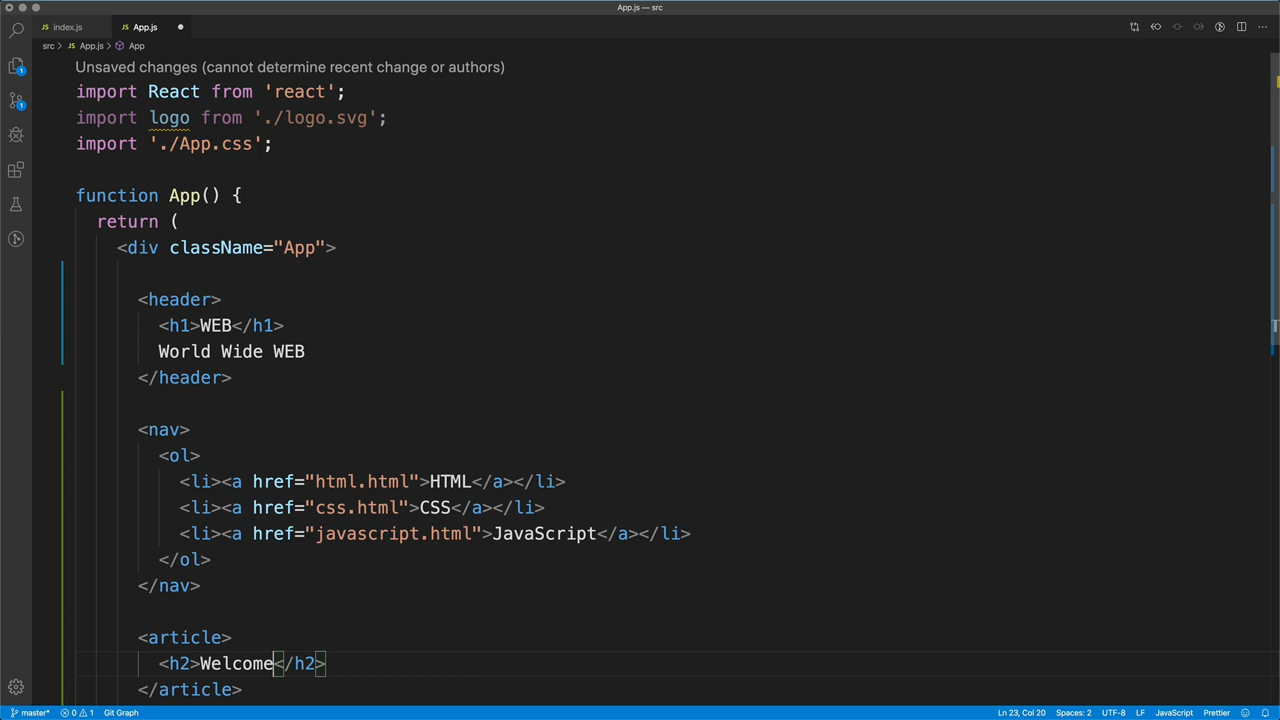 App.js — src
index.js
App.js
src > App.js > App
Unsaved changes (cannot determine recent change or authors)
import React from 'react';
import logo from './logo.svg';
import './App.css';
function App() {
return (
<div className="App">
<header>
<h1>WEB</h1>
World Wide WEB
</header>
<nav>
<ol>
<li><a href="html.html">HTML</a></li>
<li><a href="css.html">CSS</a></li>
<li><a href="javascript.html">JavaScript</a></li>
</ol>
</nav>
<article>
<h2>Welcome</h2>
</article>
master* 0 1 Git Graph Ln 23, Col 20 Spaces: 2 UTF-8 LF JavaScript Prettier